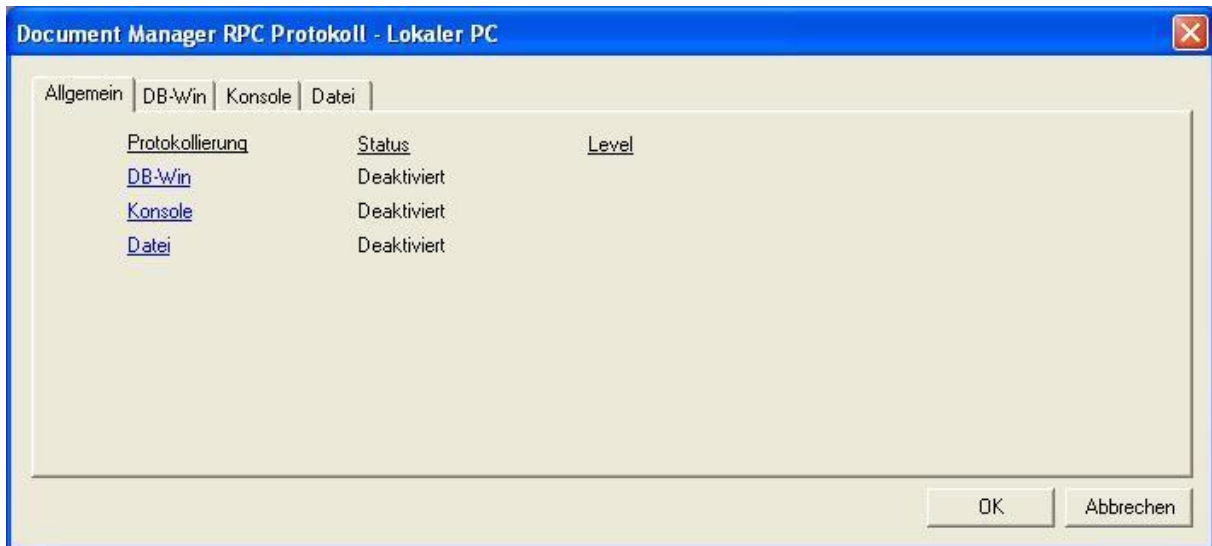 Document Manager RPC Protokoll - Lokaler PC
Allgemein DB-Win Konsole Datei
Protokollierung Status Level
DB-Win Deaktiviert
Konsole Deaktiviert
Datei Deaktiviert
OK Abbrechen